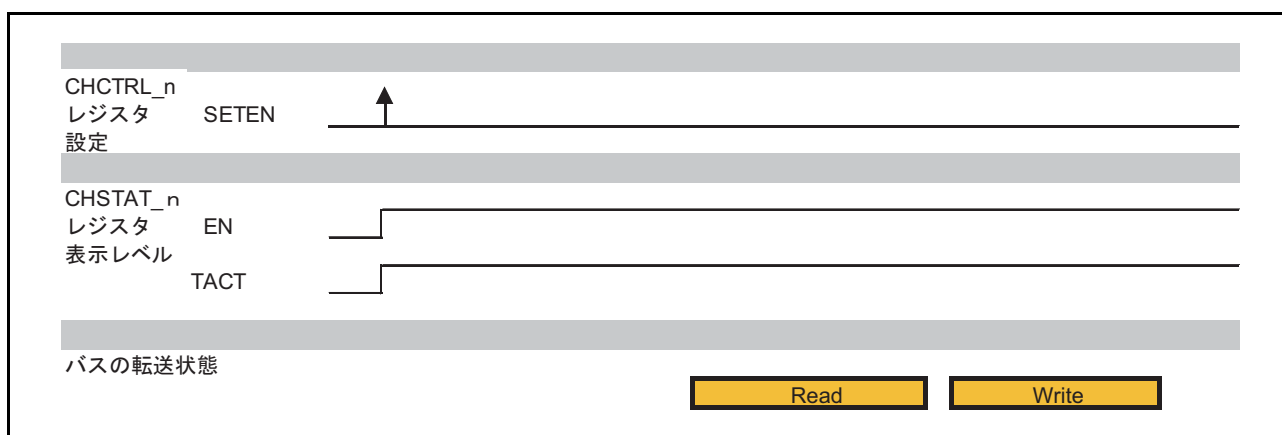 CHCTRL_n
レジスタ SETEN
設定
CHSTAT_n
レジスタ EN
表示レベル
TACT
バスの転送状態
Read Write